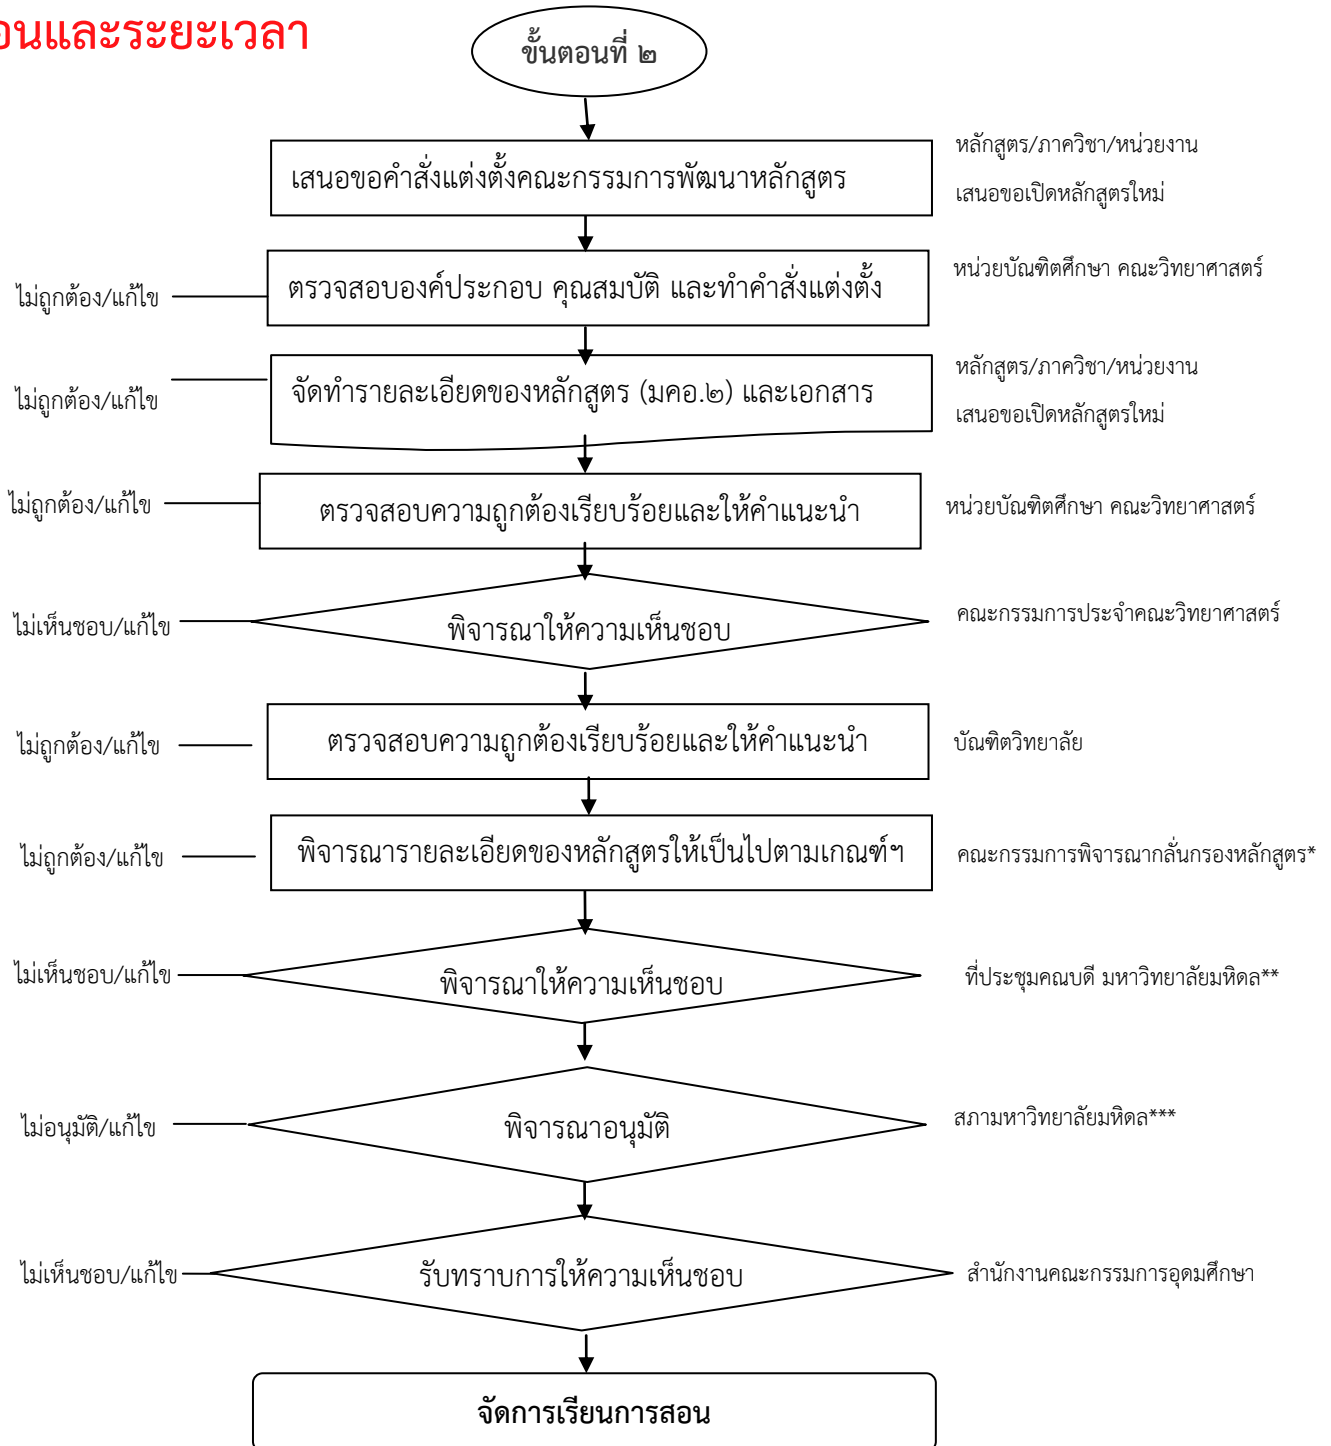 อนและระยะเวลา
ขั้นตอนที่ ๒
เสนอขอคำสั่งแต่งตั้งคณะกรรมการพัฒนาหลักสูตร
หลักสูตร/ภาควิชา/หน่วยงาน
เสนอขอเปิดหลักสูตรใหม่
ไม่ถูกต้อง/แก้ไข
ตรวจสอบองค์ประกอบ คุณสมบัติ และทำคำสั่งแต่งตั้ง
หน่วยบัณฑิตศึกษา คณะวิทยาศาสตร์
ไม่ถูกต้อง/แก้ไข
จัดทำรายละเอียดของหลักสูตร (มคอ.๒) และเอกสาร
หลักสูตร/ภาควิชา/หน่วยงาน
เสนอขอเปิดหลักสูตรใหม่
ไม่ถูกต้อง/แก้ไข
ตรวจสอบความถูกต้องเรียบร้อยและให้คำแนะนำ
หน่วยบัณฑิตศึกษา คณะวิทยาศาสตร์
ไม่เห็นชอบ/แก้ไข
พิจารณาให้ความเห็นชอบ
คณะกรรมการประจำคณะวิทยาศาสตร์
ไม่ถูกต้อง/แก้ไข
ตรวจสอบความถูกต้องเรียบร้อยและให้คำแนะนำ
บัณฑิตวิทยาลัย
ไม่ถูกต้อง/แก้ไข
พิจารณารายละเอียดของหลักสูตรให้เป็นไปตามเกณฑ์ฯ
คณะกรรมการพิจารณากลั่นกรองหลักสูตร*
ไม่เห็นชอบ/แก้ไข
พิจารณาให้ความเห็นชอบ
ที่ประชุมคณบดี มหาวิทยาลัยมหิดล**
ไม่อนุมัติ/แก้ไข
พิจารณาอนุมัติ
สภามหาวิทยาลัยมหิดล***
ไม่เห็นชอบ/แก้ไข
รับทราบการให้ความเห็นชอบ
สำนักงานคณะกรรมการอุดมศึกษา
จัดการเรียนการสอน